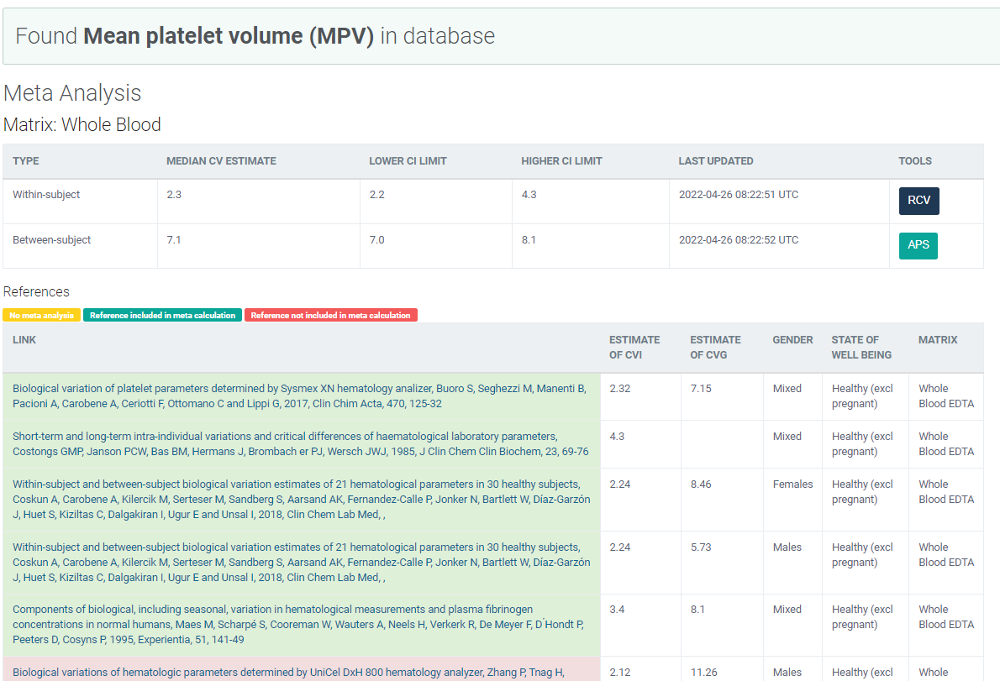 Found Mean platelet volume (MPV) in database
Meta Analysis
Matrix: Whole Blood
TYPE MEDIAN CV ESTIMATE LOWER CI LIMIT HIGHER CI LIMIT LAST UPDATED TOOLS
Within-subject 2.3 2.2 4.3 2022-04-26 08:22:51 UTC RCV
Between-subject 7.1 7.0 8.1 2022-04-26 08:22:52 UTC APS
References
No meta analysis Reference included in meta calculation Reference not included in meta calculation
LINK ESTIMATE OF CVI ESTIMATE OF CVG GENDER STATE OF WELL BEING MATRIX
Biological variation of platelet parameters determined by Sysmex XN hematology analizer, Buoro S, Seghezzi M, Manenti B,
Pacioni A, Carobene A, Ceriotti F, Ottomano C and Lippi G, 2017, Clin Chim Acta, 470, 125-32
2.32 7.15 Mixed Healthy (excl pregnant) Whole Blood EDTA
Short-term and long-term intra-individual variations and critical differences of haematological laboratory parameters,
Costongs GMP, Janson PCW, Bas BM, Hermans J, Brombach er PJ, Wersch JWJ, 1985, J Clin Chem Clin Biochem, 23, 69-76
4.3 Mixed Healthy (excl pregnant) Whole Blood EDTA
Within-subject and between-subject biological variation estimates of 21 hematological parameters in 30 healthy subjects,
Coskun A, Carobene A, Kilercik M, Serteser M, Sandberg S, Aarsand AK, Fernandez-Calle P, Jonker N, Bartlett W, Díaz-Garzón
J, Huet S, Kiziltas C, Dalgakiran I, Ugur E and Unsal I, 2018, Clin Chem Lab Med, ,
2.24 8.46 Females Healthy (excl pregnant) Whole Blood EDTA
Within-subject and between-subject biological variation estimates of 21 hematological parameters in 30 healthy subjects,
Coskun A, Carobene A, Kilercik M, Serteser M, Sandberg S, Aarsand AK, Fernandez-Calle P, Jonker N, Bartlett W, Díaz-Garzón
J, Huet S, Kiziltas C, Dalgakiran I, Ugur E and Unsal I, 2018, Clin Chem Lab Med, ,
2.24 5.73 Males Healthy (excl pregnant) Whole Blood EDTA
Components of biological, including seasonal, variation in hematological measurements and plasma fibrinogen
concentrations in normal humans, Maes M, Scharpé S, Cooreman W, Wauters A, Neels H, Verkerk R, De Meyer F, D´Hondt P,
Peeters D, Cosyns P, 1995, Experientia, 51, 141-49
3.4 8.1 Mixed Healthy (excl pregnant) Whole Blood EDTA
Biological variations of hematologic parameters determined by UniCel DxH 800 hematology analyzer, Zhang P, Tnag H,
2.12 11.26 Males Healthy (excl Whole